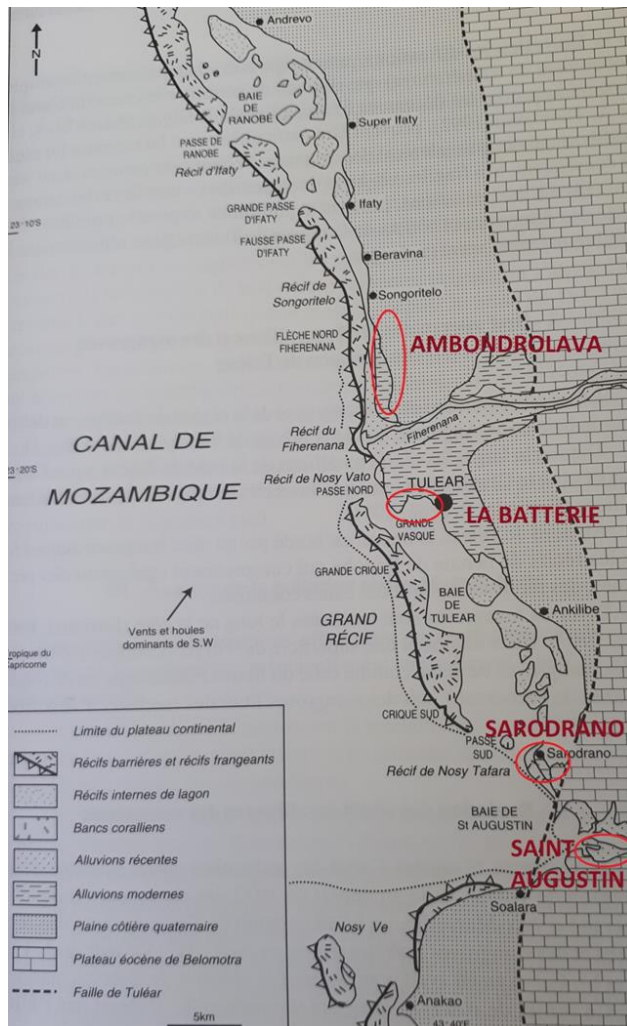 N
Andrevo
BAIE
DE
RANOBÉ
Super Ifaty
PASSE DE
RANOBE
Récif d'Ifaty
23°10'S
GRANDE PASSE
D'IFATY
Ifaty
FAUSSE PASSE
D'IFATY
Beravina
Récif de
Songoritelo
Songoritelo
FLÈCHE NORD
FIHERENANA
AMBONDROLAVA
Récif du
Fiherenana
Fiherenana
CANAL DE
MOZAMBIQUE
23°20'S
Récif de Nosy Vato
PASSE NORD
TULEAR
LA BATTERIE
GRANDE
VASQUE
GRANDE CRIQUE
BAIE
DE
TULEAR
Ankilibe
Vents et houles
dominants de S.W
GRAND
RÉCIF
ropique du
apricorne
CRIQUE SUD
PASSE
SUD
SARODRANO
Sarodrano
Récif de Nosy Tafara
BAIE DE
St AUGUSTIN
SAINT
AUGUSTIN
Soalara
Nosy Ve
Anakao
43°40'E
Limite du plateau continental
Récifs barrières et récifs frangeants
Récifs internes de lagon
Bancs coralliens
Alluvions récentes
Alluvions modernes
Plaine côtière quaternaire
Plateau éocène de Belomotra
Faille de Tuléar
5km